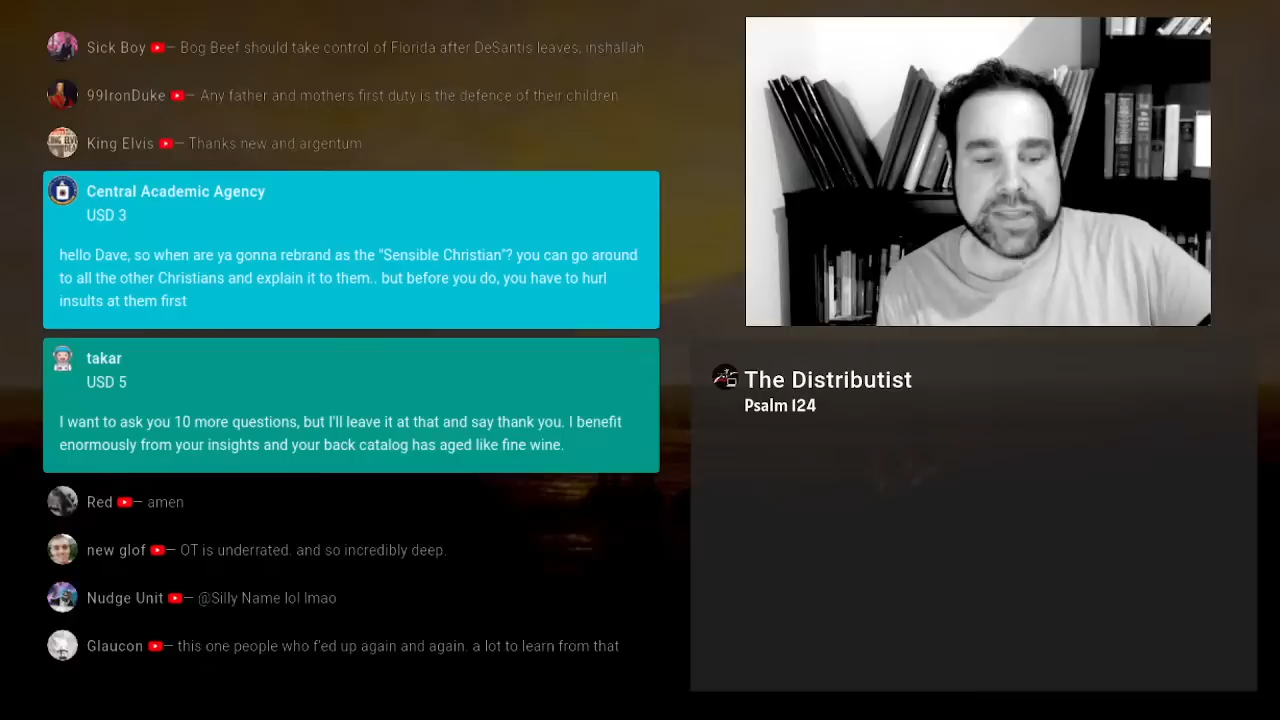 Sick Boy — Bog Beef should take control of Florida after DeSantis leaves, inshallah
99IronDuke — Any father and mothers first duty is the defence of their children
King Elvis — Thanks new and argentum
Central Academic Agency
USD 3
hello Dave, so when are ya gonna rebrand as the "Sensible Christian"? you can go around
to all the other Christians and explain it to them.. but before you do, you have to hurl
insults at them first
takar
USD 5
I want to ask you 10 more questions, but I'll leave it at that and say thank you. I benefit
enormously from your insights and your back catalog has aged like fine wine.
Red — amen
new glof — OT is underrated. and so incredibly deep.
Nudge Unit — @Silly Name lol lmao
Glaucon — this one people who f'ed up again and again. a lot to learn from that
The Distributist
Psalm 124